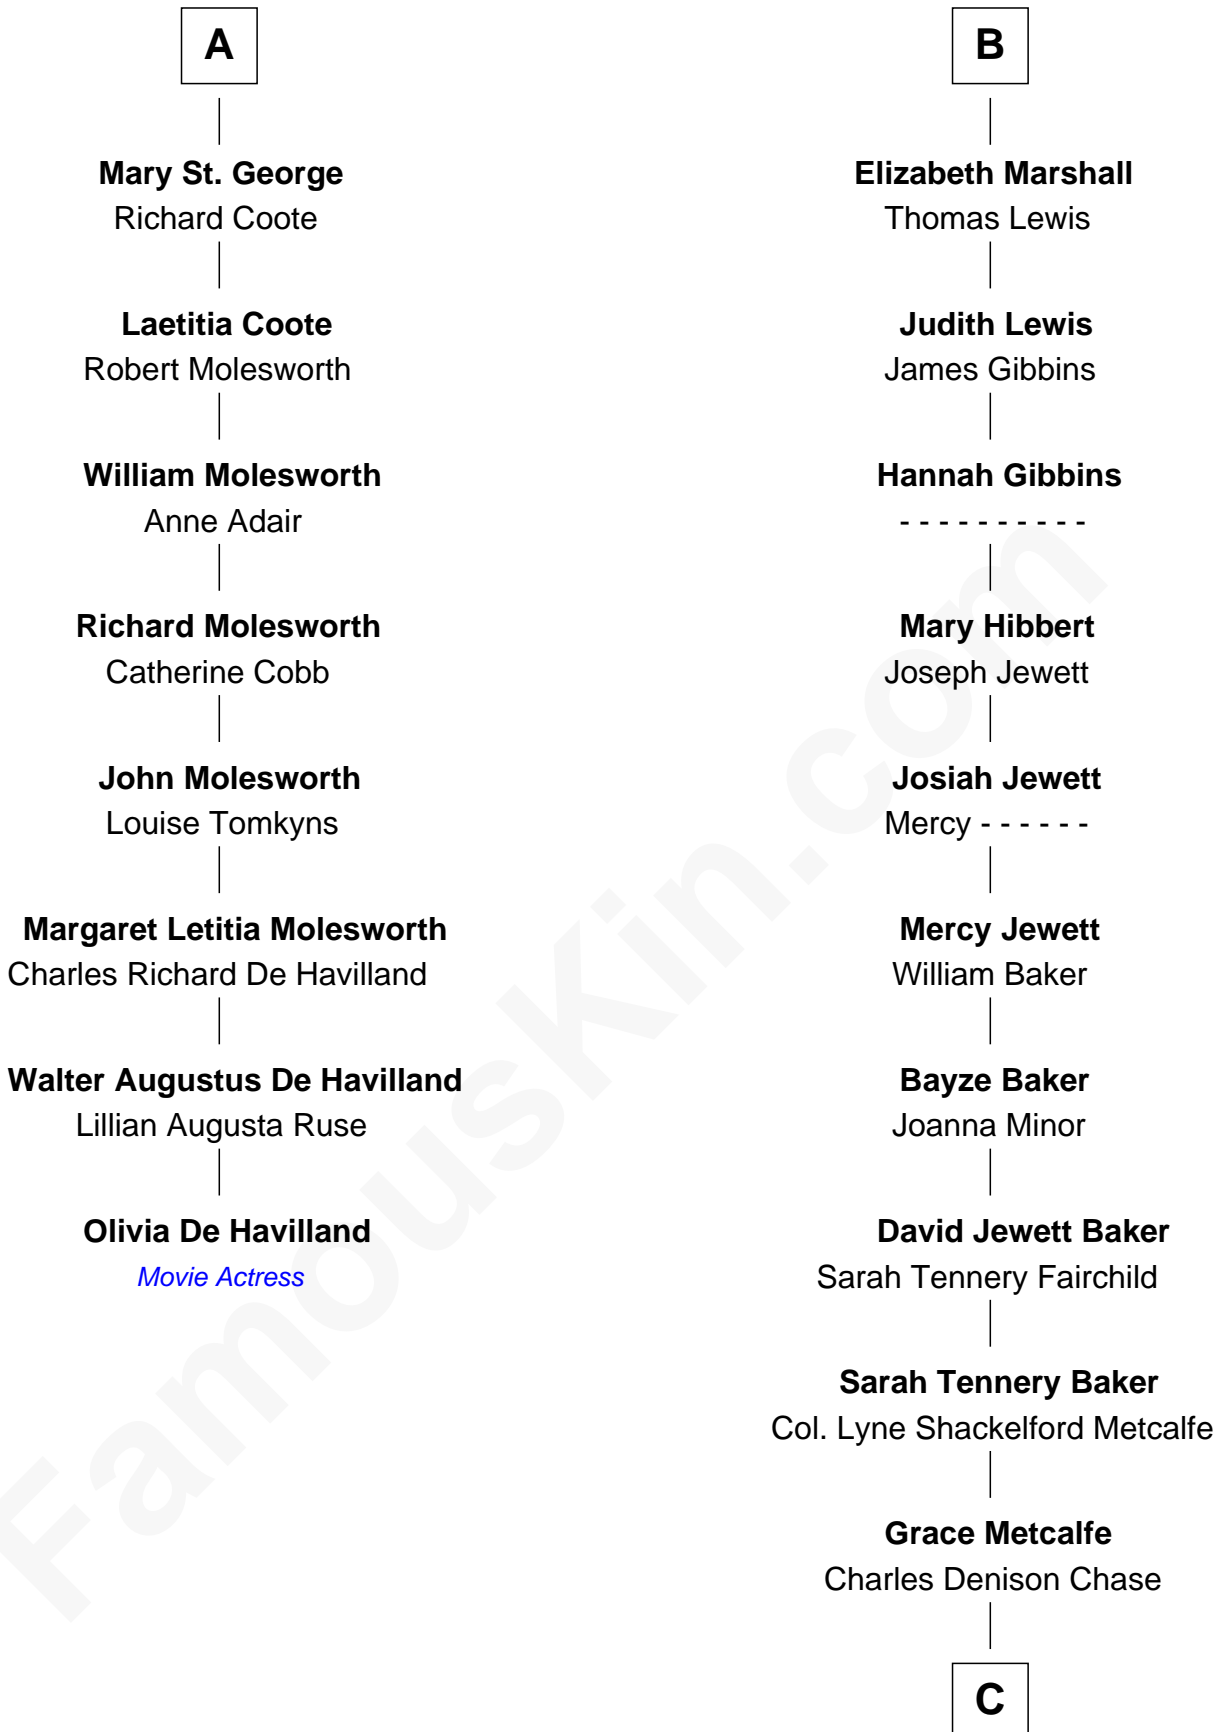 A
Mary St. George
Richard Coote
Laetitia Coote
Robert Molesworth
William Molesworth
Anne Adair
Richard Molesworth
Catherine Cobb
John Molesworth
Louise Tomkyns
Margaret Letitia Molesworth
Charles Richard De Havilland
Walter Augustus De Havilland
Lillian Augusta Ruse
Olivia De Havilland
Movie Actress
B
Elizabeth Marshall
Thomas Lewis
Judith Lewis
James Gibbins
Hannah Gibbins
- - - - - - - - - -
Mary Hibbert
Joseph Jewett
Josiah Jewett
Mercy - - - - - -
Mercy Jewett
William Baker
Bayze Baker
Joanna Minor
David Jewett Baker
Sarah Tennery Fairchild
Sarah Tennery Baker
Col. Lyne Shackelford Metcalfe
Grace Metcalfe
Charles Denison Chase
C
FamousKin.com